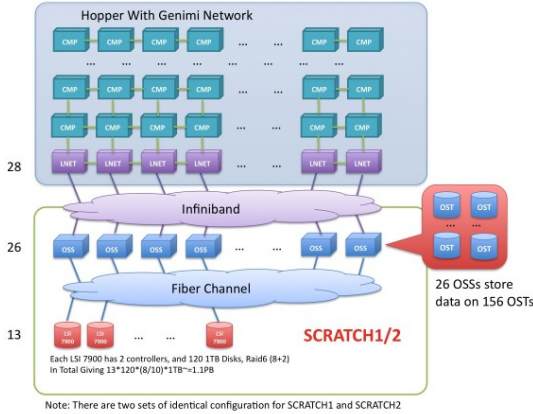 Hopper With Genimi Network
CMP CMP CMP CMP ... ... CMP CMP
... ... ... ... ... ... ...
CMP CMP CMP CMP ... ... CMP CMP
CMP CMP CMP CMP ... ... CMP CMP
28 LNET LNET LNET LNET ... ... LNET LNET
Infiniband
OST OST
... ...
OST OST
26 OSS OSS OSS OSS ... ... OSS OSS
26 OSSs store
data on 156 OSTs
Fiber Channel
13 LSI 7900 LSI 7900 ... ... LSI 7900
SCRATCH1/2
Each LSI 7900 has 2 controllers, and 120 1TB Disks, Raid6 (8+2)
In Total Giving 13*120*(8/10)*1TB~=1.1PB
Note: There are two sets of identical configuration for SCRATCH1 and SCRATCH2